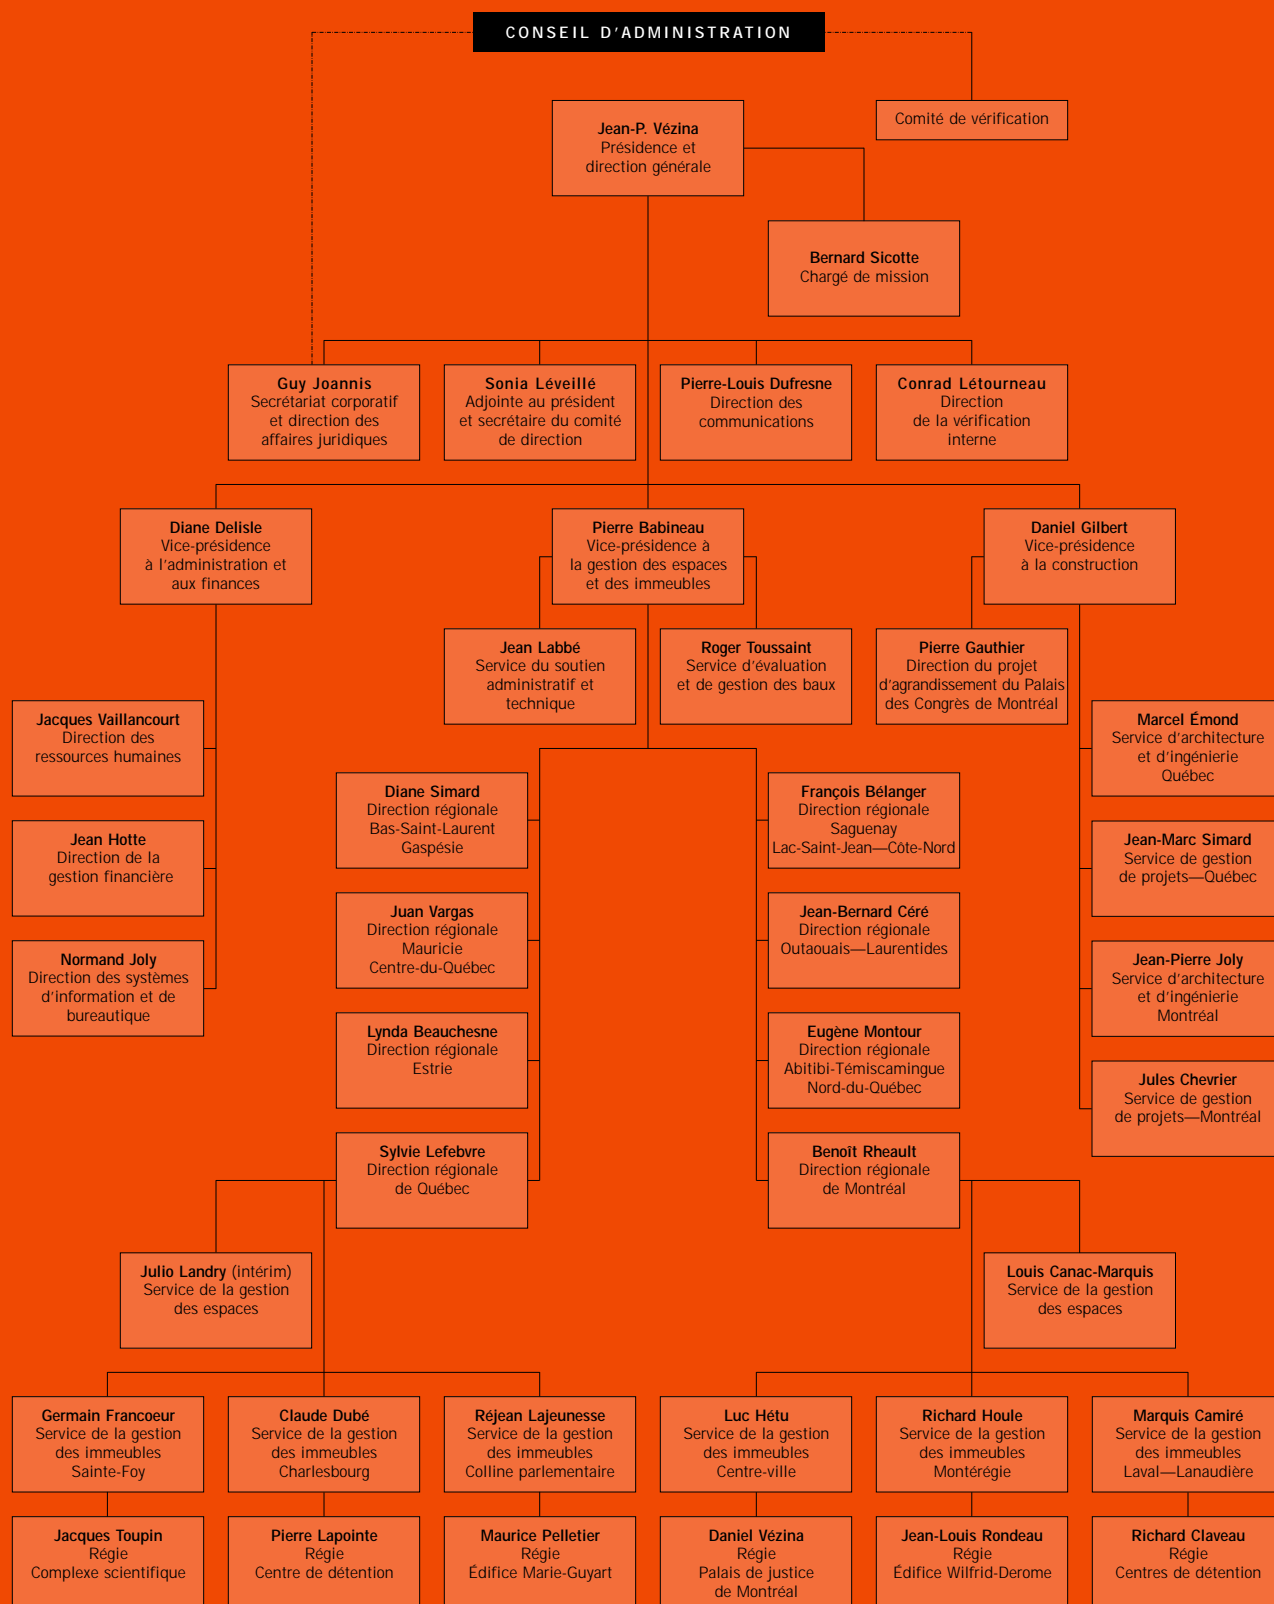 CONSEIL D'ADMINISTRATION
Comité de vérification
Jean-P. Vézina
Présidence et
direction générale
Bernard Sicotte
Chargé de mission
Guy Joannis
Secrétariat corporatif
et direction des
affaires juridiques
Sonia Léveillé
Adjointe au président
et secrétaire du comité
de direction
Pierre-Louis Dufresne
Direction des
communications
Conrad Létourneau
Direction
de la vérification
interne
Diane Delisle
Vice-présidence
à l'administration et
aux finances
Pierre Babineau
Vice-présidence à
la gestion des espaces
et des immeubles
Daniel Gilbert
Vice-présidence
à la construction
Jean Labbé
Service du soutien
administratif et
technique
Roger Toussaint
Service d'évaluation
et de gestion des baux
Pierre Gauthier
Direction du projet
d'agrandissement du Palais
des Congrès de Montréal
Jacques Vaillancourt
Direction des
ressources humaines
Marcel Émond
Service d'architecture
et d'ingénierie
Québec
Diane Simard
Direction régionale
Bas-Saint-Laurent
Gaspésie
François Bélanger
Direction régionale
Saguenay
Lac-Saint-Jean—Côte-Nord
Jean Hotte
Direction de la
gestion financière
Jean-Marc Simard
Service de gestion
de projets—Québec
Juan Vargas
Direction régionale
Mauricie
Centre-du-Québec
Jean-Bernard Céré
Direction régionale
Outaouais—Laurentides
Normand Joly
Direction des systèmes
d'information et de
bureautique
Jean-Pierre Joly
Service d'architecture
et d'ingénierie
Montréal
Lynda Beauchesne
Direction régionale
Estrie
Eugène Montour
Direction régionale
Abitibi-Témiscamingue
Nord-du-Québec
Jules Chevrier
Service de gestion
de projets—Montréal
Sylvie Lefebvre
Direction régionale
de Québec
Benoît Rheault
Direction régionale
de Montréal
Julio Landry (intérim)
Service de la gestion
des espaces
Louis Canac-Marquis
Service de la gestion
des espaces
Germain Francoeur
Service de la gestion
des immeubles
Sainte-Foy
Claude Dubé
Service de la gestion
des immeubles
Charlesbourg
Réjean Lajeunesse
Service de la gestion
des immeubles
Colline parlementaire
Luc Hétu
Service de la gestion
des immeubles
Centre-ville
Richard Houle
Service de la gestion
des immeubles
Montérégie
Marquis Camiré
Service de la gestion
des immeubles
Laval—Lanaudière
Jacques Toupin
Régie
Complexe scientifique
Pierre Lapointe
Régie
Centre de détention
Maurice Pelletier
Régie
Édifice Marie-Guyart
Daniel Vézina
Régie
Palais de justice
de Montréal
Jean-Louis Rondeau
Régie
Édifice Wilfrid-Derome
Richard Claveau
Régie
Centres de détention